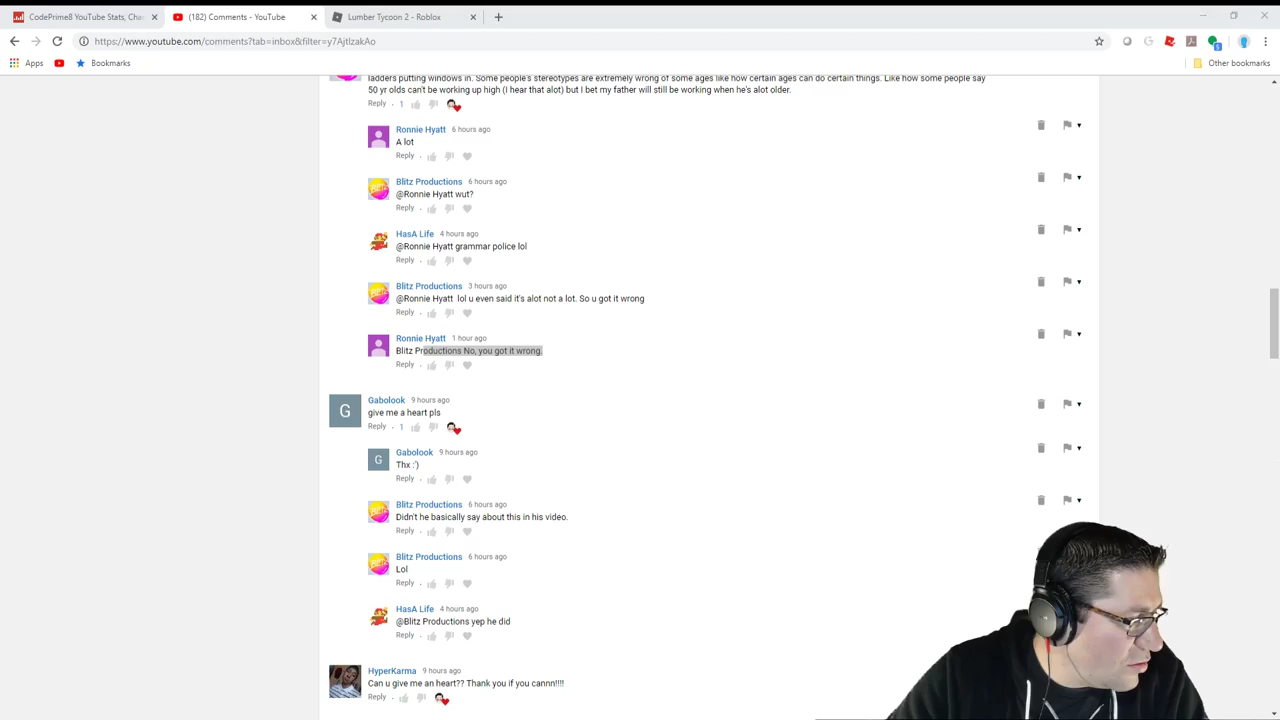 CodePrime8 YouTube Stats, Chan
(182) Comments - YouTube
Lumber Tycoon 2 - Roblox
https://www.youtube.com/comments?tab=inbox&filter=y7AjtlzakAo
Apps
Bookmarks
Other bookmarks
ladders putting windows in. Some people's stereotypes are extremely wrong of some ages like how certain ages can do certain things. Like how some people say
50 yr olds can't be working up high (I hear that alot) but I bet my father will still be working when he's alot older.
Reply . 1
Ronnie Hyatt 6 hours ago
A lot
Reply .
Blitz Productions 6 hours ago
@Ronnie Hyatt wut?
Reply .
HasA Life 4 hours ago
@Ronnie Hyatt grammar police lol
Reply .
Blitz Productions 3 hours ago
@Ronnie Hyatt lol u even said it's alot not a lot. So u got it wrong
Reply .
Ronnie Hyatt 1 hour ago
Blitz Productions No, you got it wrong.
Reply .
G
Gabolook 9 hours ago
give me a heart pls
Reply . 1
G
Gabolook 9 hours ago
Thx :')
Reply .
Blitz Productions 6 hours ago
Didn't he basically say about this in his video.
Reply .
Blitz Productions 6 hours ago
Lol
Reply .
HasA Life 4 hours ago
@Blitz Productions yep he did
Reply .
HyperKarma 9 hours ago
Can u give me an heart?? Thank you if you cannn!!!!
Reply .